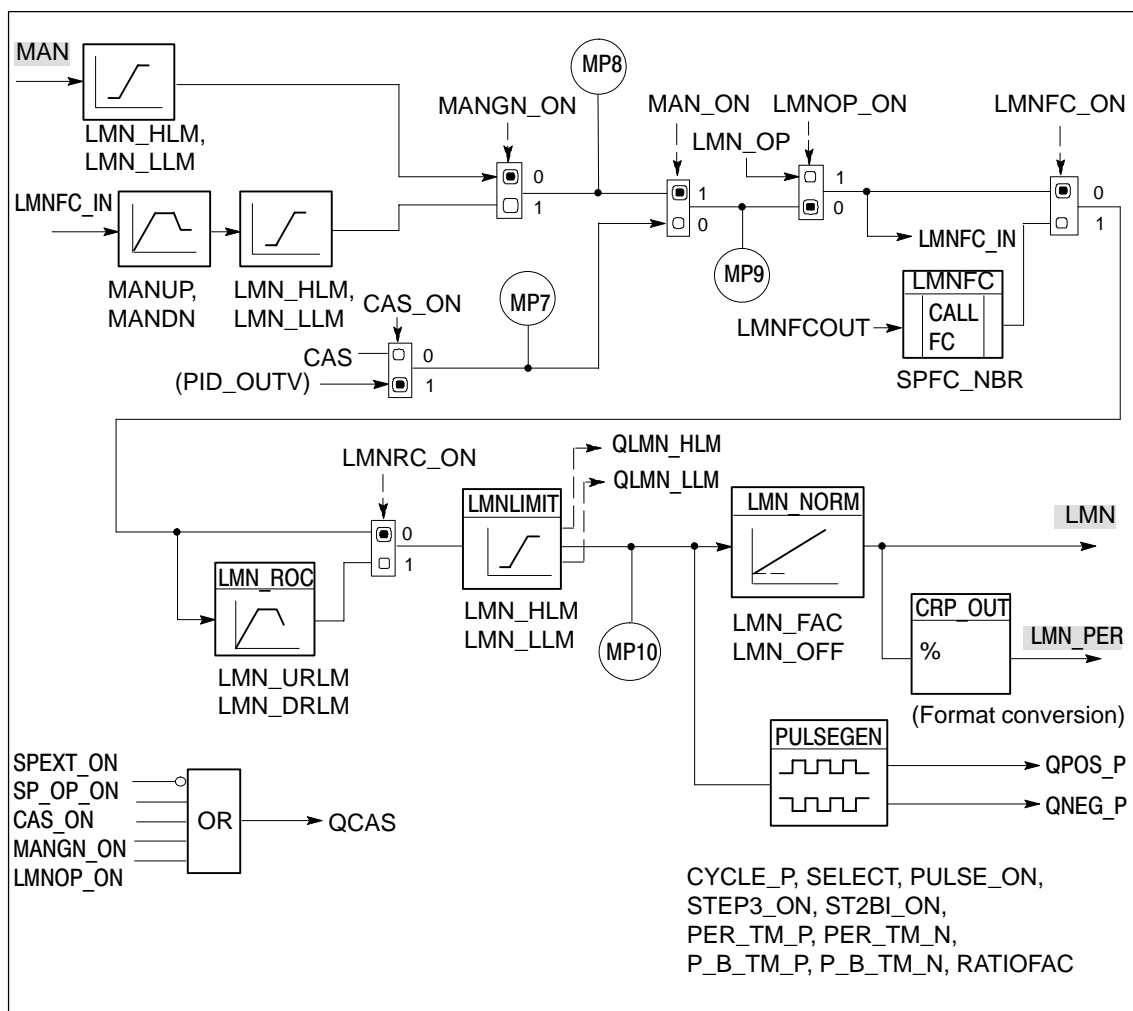 MAN
LMN_HLM,
LMN_LLM
LMNFC_IN
MANUP,
MANDN
LMN_HLM,
LMN_LLM
MANGN_ON
0
1
MP8
MAN_ON
1
0
LMNOP_ON
LMN_OP
1
0
LMNFC_ON
0
1
MP9
LMNFC_IN
LMNFC
CALL
FC
LMNFCOUT
SPFC_NBR
CAS_ON
CAS
(PID_OUTV)
0
1
MP7
LMNRC_ON
0
1
LMN_ROC
LMN_URLM
LMN_DRLM
LMNLIMIT
LMN_HLM
LMN_LLM
QLMN_HLM
QLMN_LLM
MP10
LMN_NORM
LMN_FAC
LMN_OFF
LMN
CRP_OUT
%
LMN_PER
(Format conversion)
PULSEGEN
QPOS_P
QNEG_P
SPEXT_ON
SP_OP_ON
CAS_ON
MANGN_ON
LMNOP_ON
OR
QCAS
CYCLE_P, SELECT, PULSE_ON,
STEP3_ON, ST2BI_ON,
PER_TM_P, PER_TM_N,
P_B_TM_P, P_B_TM_N, RATIOFAC